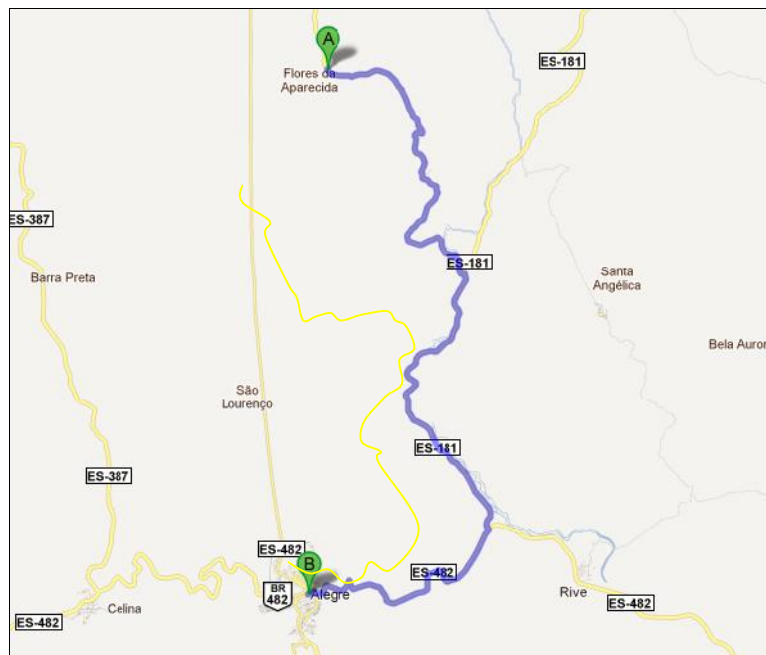 A
Flores da
Aparecida
ES-181
ES-387
ES-181
Santa
Angélica
Barra Preta
Bela Auror
São
Lourenço
ES-181
ES-387
ES-482
B
ES-482
BR
482
Alegre
Rive
Celina
ES-482
ES-482